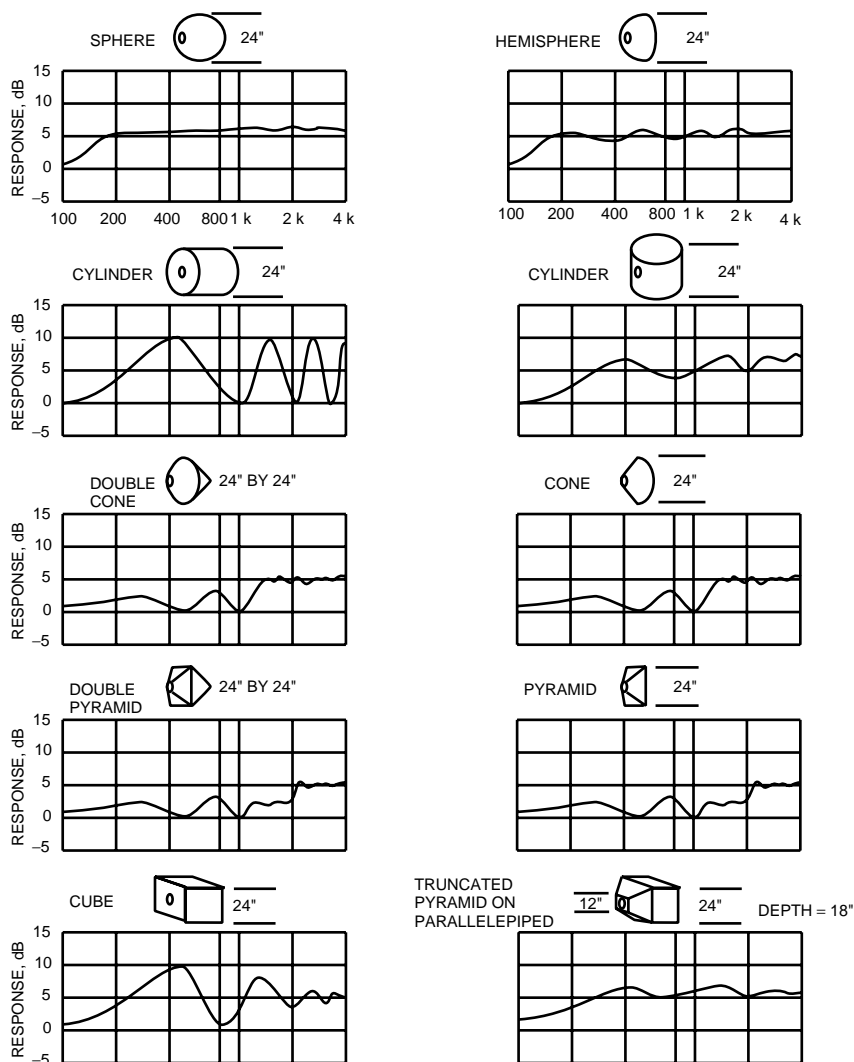 SPHERE 24"
RESPONSE, dB
15
10
5
0
–5
100 200 400 800 1 k 2 k 4 k
HEMISPHERE 24"
100 200 400 800 1 k 2 k 4 k
CYLINDER 24"
RESPONSE, dB
15
10
5
0
–5
CYLINDER 24"
DOUBLE CONE 24" BY 24"
RESPONSE, dB
15
10
5
0
–5
CONE 24"
DOUBLE PYRAMID 24" BY 24"
RESPONSE, dB
15
10
5
0
–5
PYRAMID 24"
CUBE 24"
RESPONSE, dB
15
10
5
0
–5
TRUNCATED
PYRAMID ON
PARALLELEPIPED
12" 24" DEPTH = 18"